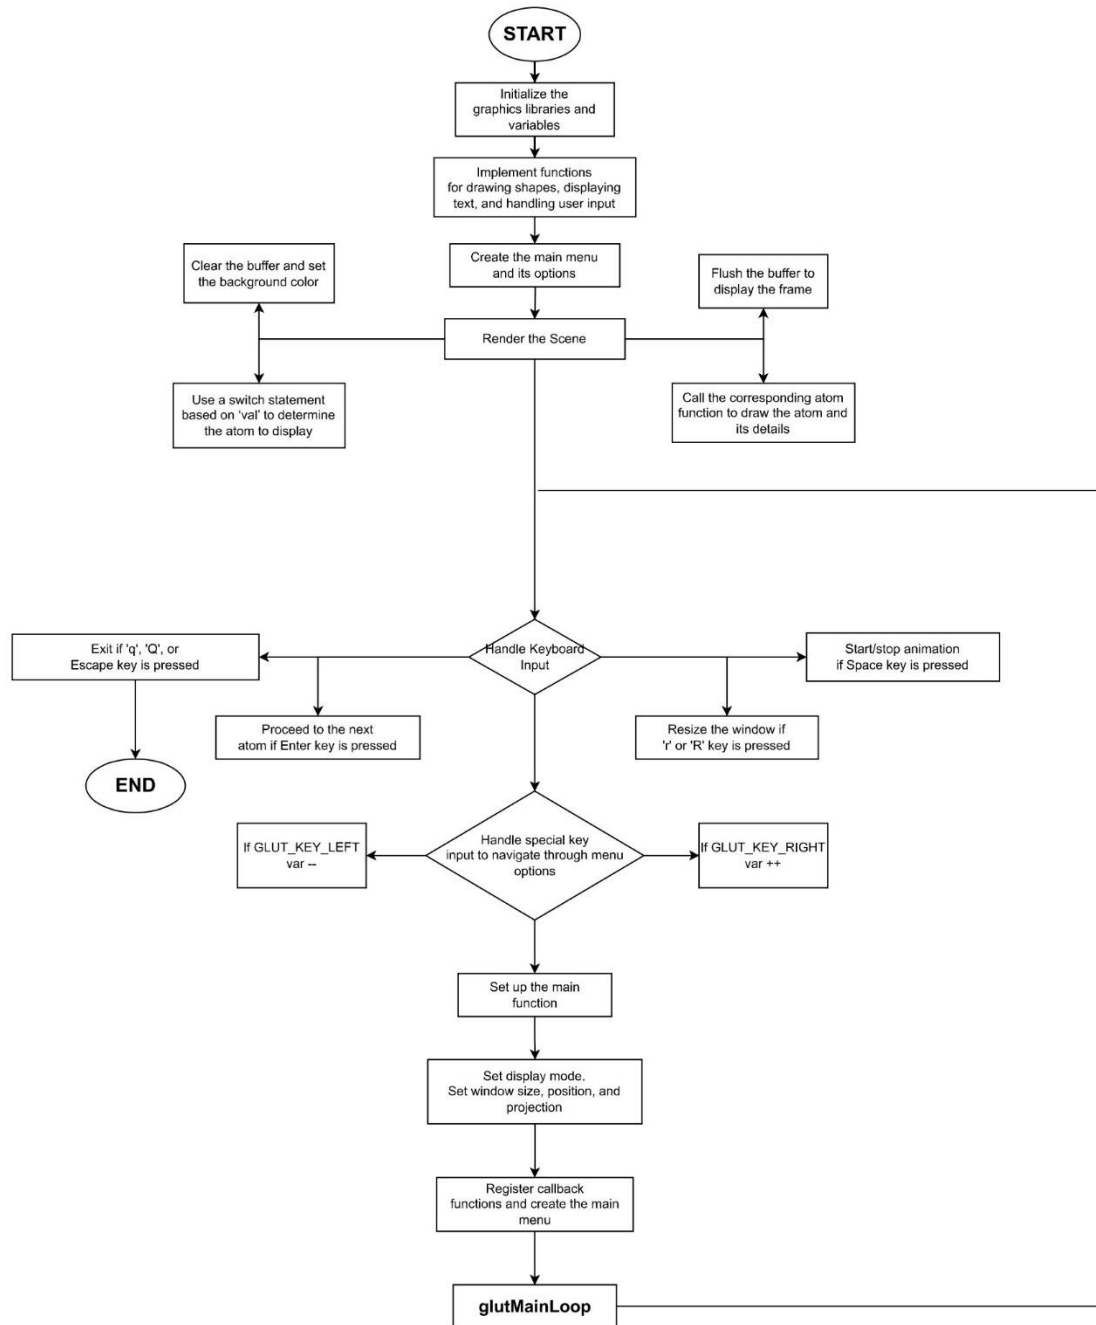 START
Initialize the
graphics libraries and
variables
Implement functions
for drawing shapes, displaying
text, and handling user input
Create the main menu
and its options
Clear the buffer and set
the background color
Flush the buffer to
display the frame
Render the Scene
Use a switch statement
based on ‘val’ to determine
the atom to display
Call the corresponding atom
function to draw the atom and
its details
Handle Keyboard
Input
Exit if 'q', 'Q', or
Escape key is pressed
Start/stop animation
if Space key is pressed
Proceed to the next
atom if Enter key is pressed
Resize the window if
'r' or 'R' key is pressed
END
Handle special key
input to navigate through menu
options
If GLUT_KEY_LEFT
var --
If GLUT_KEY_RIGHT
var ++
Set up the main
function
Set display mode.
Set window size, position, and
projection
Register callback
functions and create the main
menu
glutMainLoop